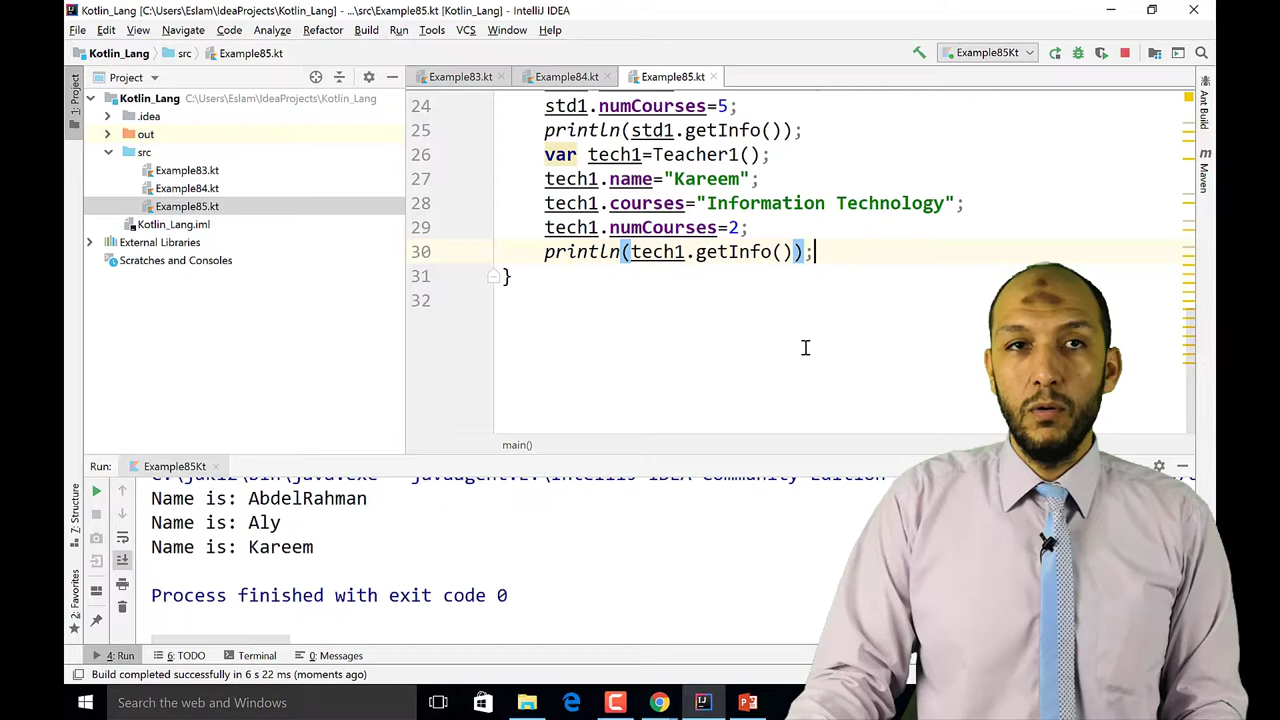 Kotlin_Lang [C:\Users\Eslam\IdeaProjects\Kotlin_Lang] - ...\src\Example85.kt [Kotlin_Lang] - IntelliJ IDEA
File Edit View Navigate Code Analyze Refactor Build Run Tools VCS Window Help
Kotlin_Lang src Example85.kt Example85Kt
1: Project
Project Example83.kt Example84.kt Example85.kt
Kotlin_Lang C:\Users\Eslam\IdeaProjects\Kotlin_Lang
.idea
out
src
Example83.kt
Example84.kt
Example85.kt
Kotlin_Lang.iml
External Libraries
Scratches and Consoles
24 std1.numCourses=5;
25 println(std1.getInfo());
26 var tech1=Teacher1();
27 tech1.name="Kareem";
28 tech1.courses="Information Technology";
29 tech1.numCourses=2;
30 println(tech1.getInfo());
31 }
32
main()
Ant Build
m Maven
Run: Example85Kt
Name is: AbdelRahman
Name is: Aly
Name is: Kareem
Process finished with exit code 0
7: Structure
2: Favorites
4: Run 6: TODO Terminal 0: Messages
Build completed successfully in 6 s 22 ms (moments ago)
Search the web and Windows